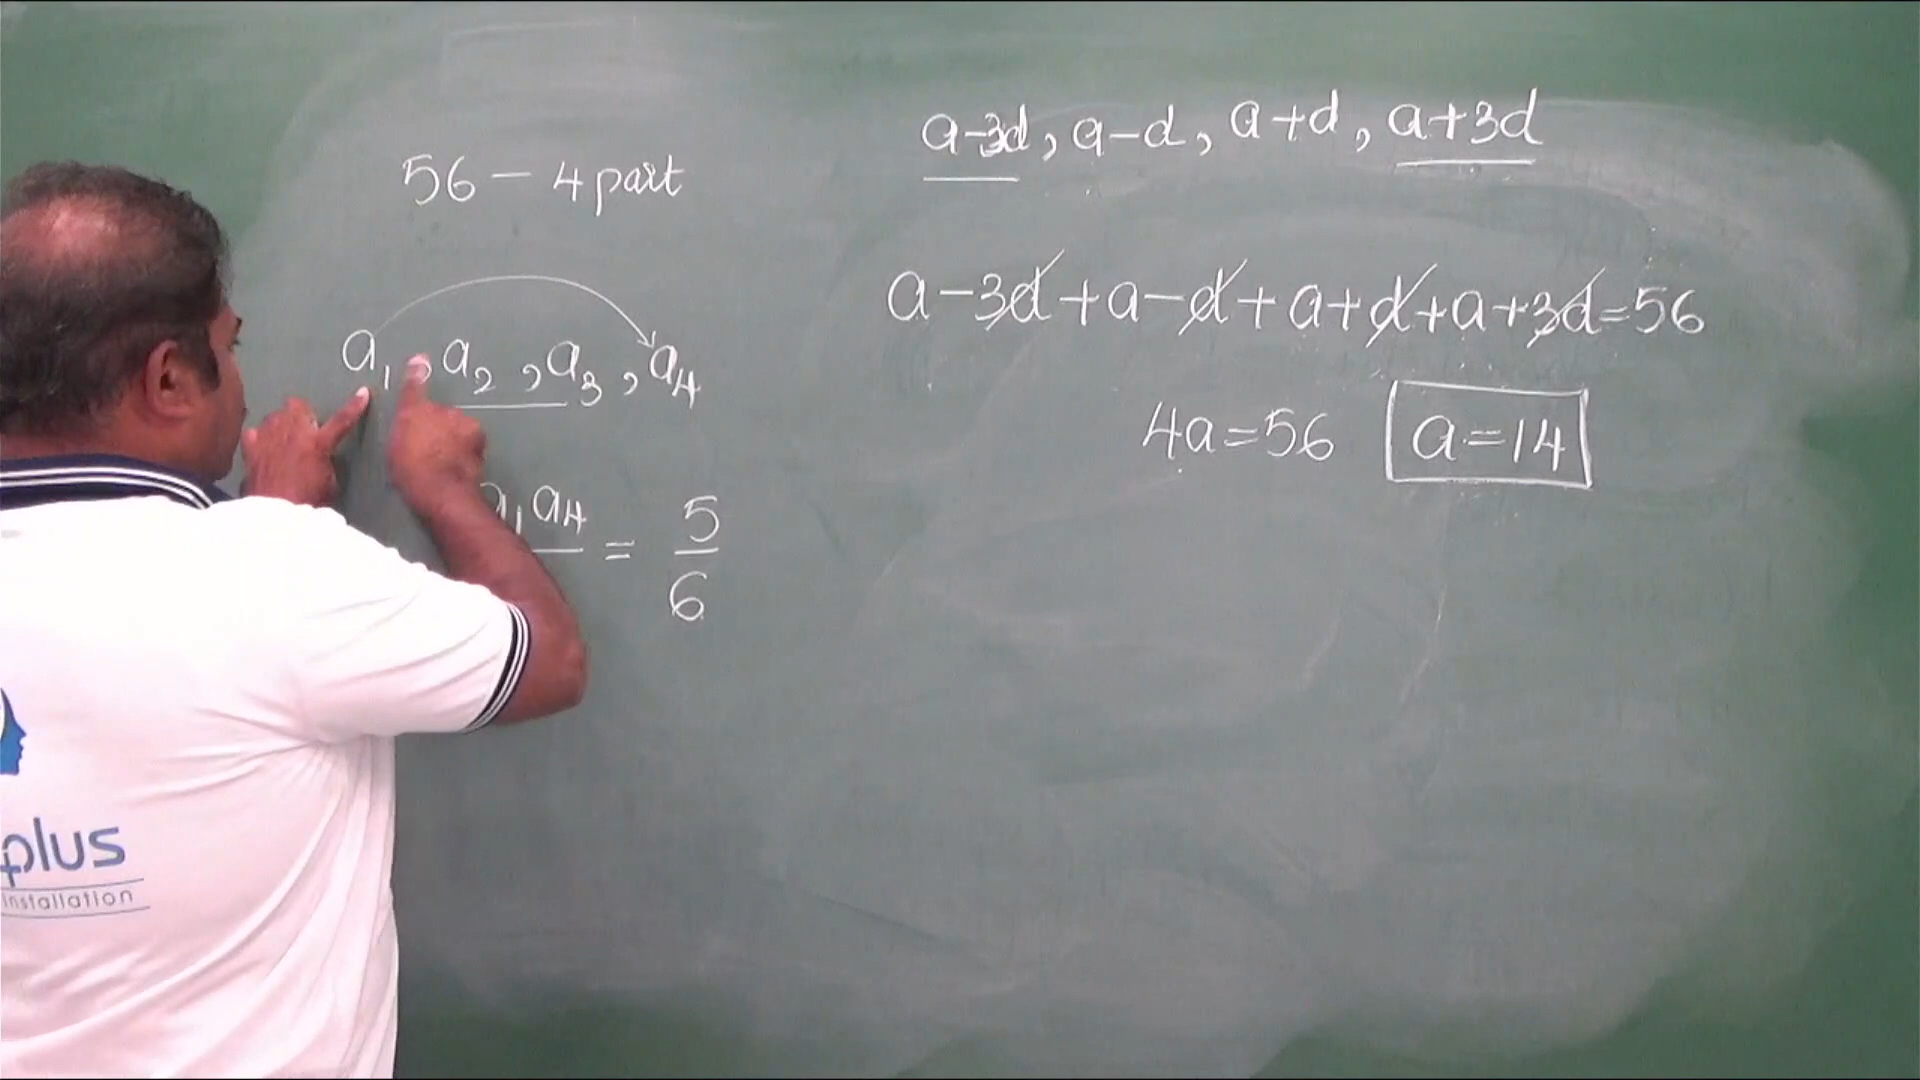 56 – 4 part
a₁, a₂, a₃, a₄
a₁a₄ = 5/6
a-3d, a-d, a+d, a+3d
a-3d+a-d+a+d+a+3d=56
4a=56 a=14
plus
installation